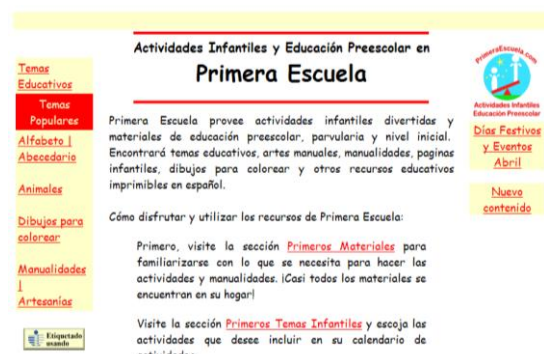 Actividades Infantiles y Educación Preescolar en
Primera Escuela
Temas
Educativos
Temas
Populares
Alfabeto |
Abecedario
Animales
Dibujos para
colorear
Manualidades
|
Artesanías
Etiquetado
usando
Primera Escuela provee actividades infantiles divertidas y
materiales de educación preescolar, parvularia y nivel inicial.
Encontrará temas educativos, artes manuales, manualidades, paginas
infantiles, dibujos para colorear y otros recursos educativos
imprimibles en español.
Cómo disfrutar y utilizar los recursos de Primera Escuela:
Primero, visite la sección Primeros Materiales para
familiarizarse con lo que se necesita para hacer las
actividades y manualidades. ¡Casi todos los materiales se
encuentran en su hogar!
Visite la sección Primeros Temas Infantiles y escoja las
actividades que desee incluir en su calendario de
PrimeraEscuela.com
Actividades Infantiles
Educación Preescolar
Días Festivos
y Eventos
Abril
Nuevo
contenido